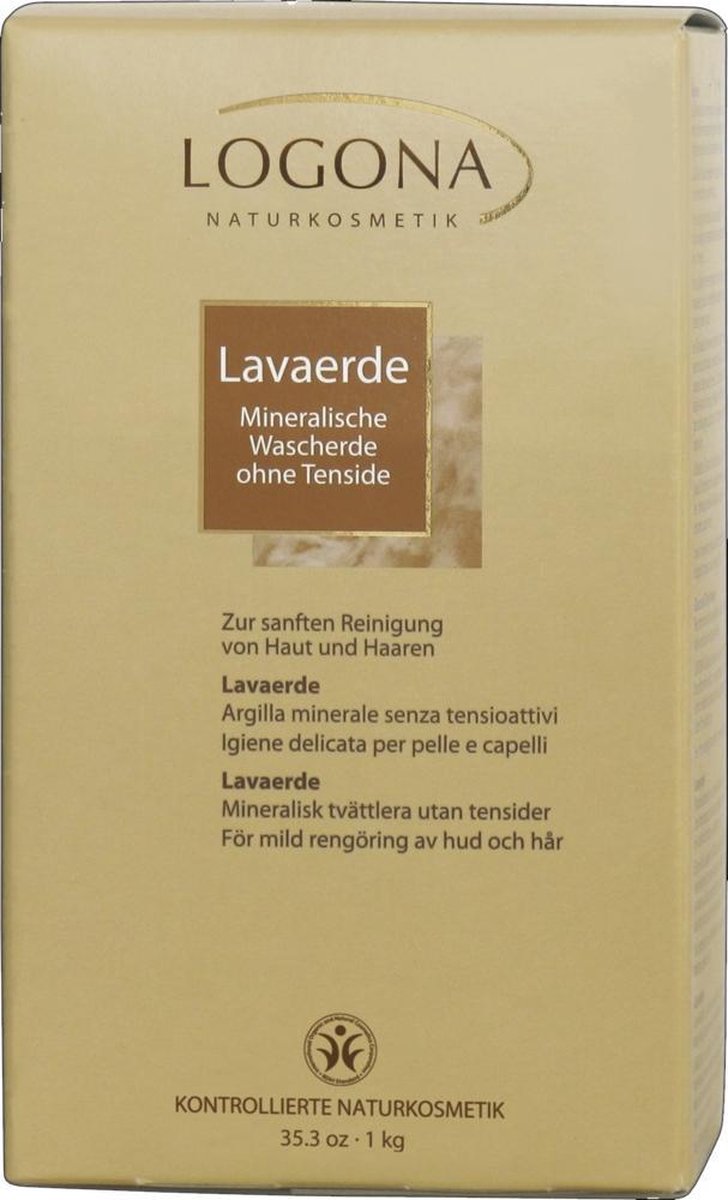 LOGONA
NATURKOSMETIK
Lavaerde
Mineralische
Wascherde
ohne Tenside
Zur sanften Reinigung
von Haut und Haaren
Lavaerde
Argilla minerale senza tensioattivi
Igiene delicata per pelle e capelli
Lavaerde
Mineralisk tvättlera utan tensider
För mild rengöring av hud och hår
KONTROLLIERTE NATURKOSMETIK
35.3 oz · 1 kg